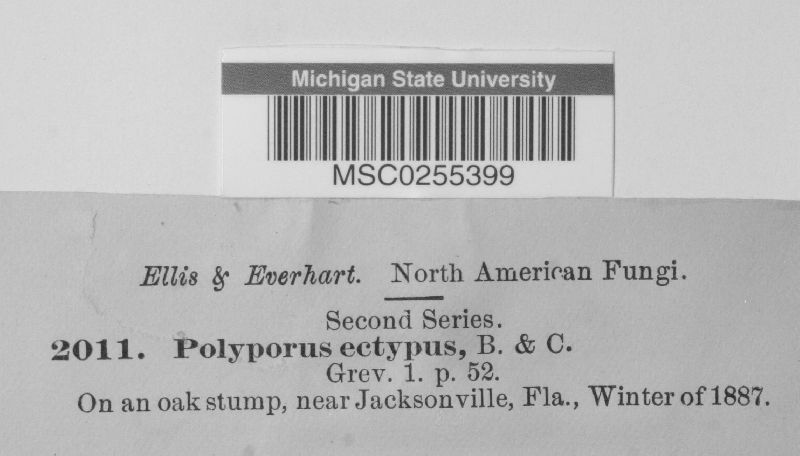 Michigan State University
MSC0255399
Ellis & Everhart. North American Fungi.
Second Series.
2011. Polyporus ectypus, B. & C.
Grev. 1. p. 52.
On an oak stump, near Jacksonville, Fla., Winter of 1887.